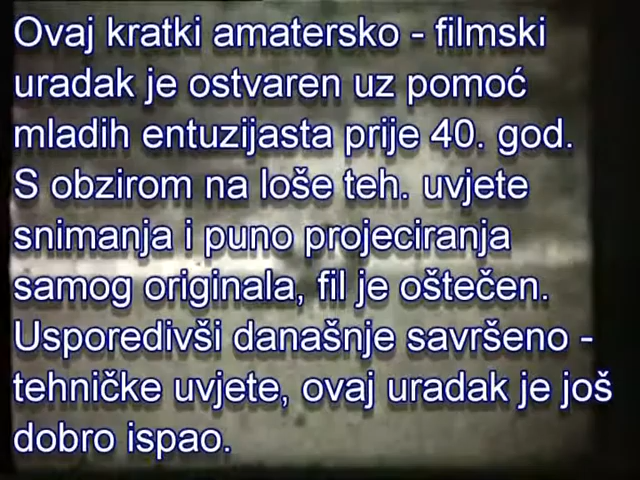 Ovaj kratki amatersko - filmski
uradak je ostvaren uz pomoć
mladih entuzijasta prije 40. god.
S obzirom na loše teh. uvjete
snimanja i puno projeciranja
samog originala, fil je oštečen.
Usporedivši današnje savršeno -
tehničke uvjete, ovaj uradak je još
dobro ispao.